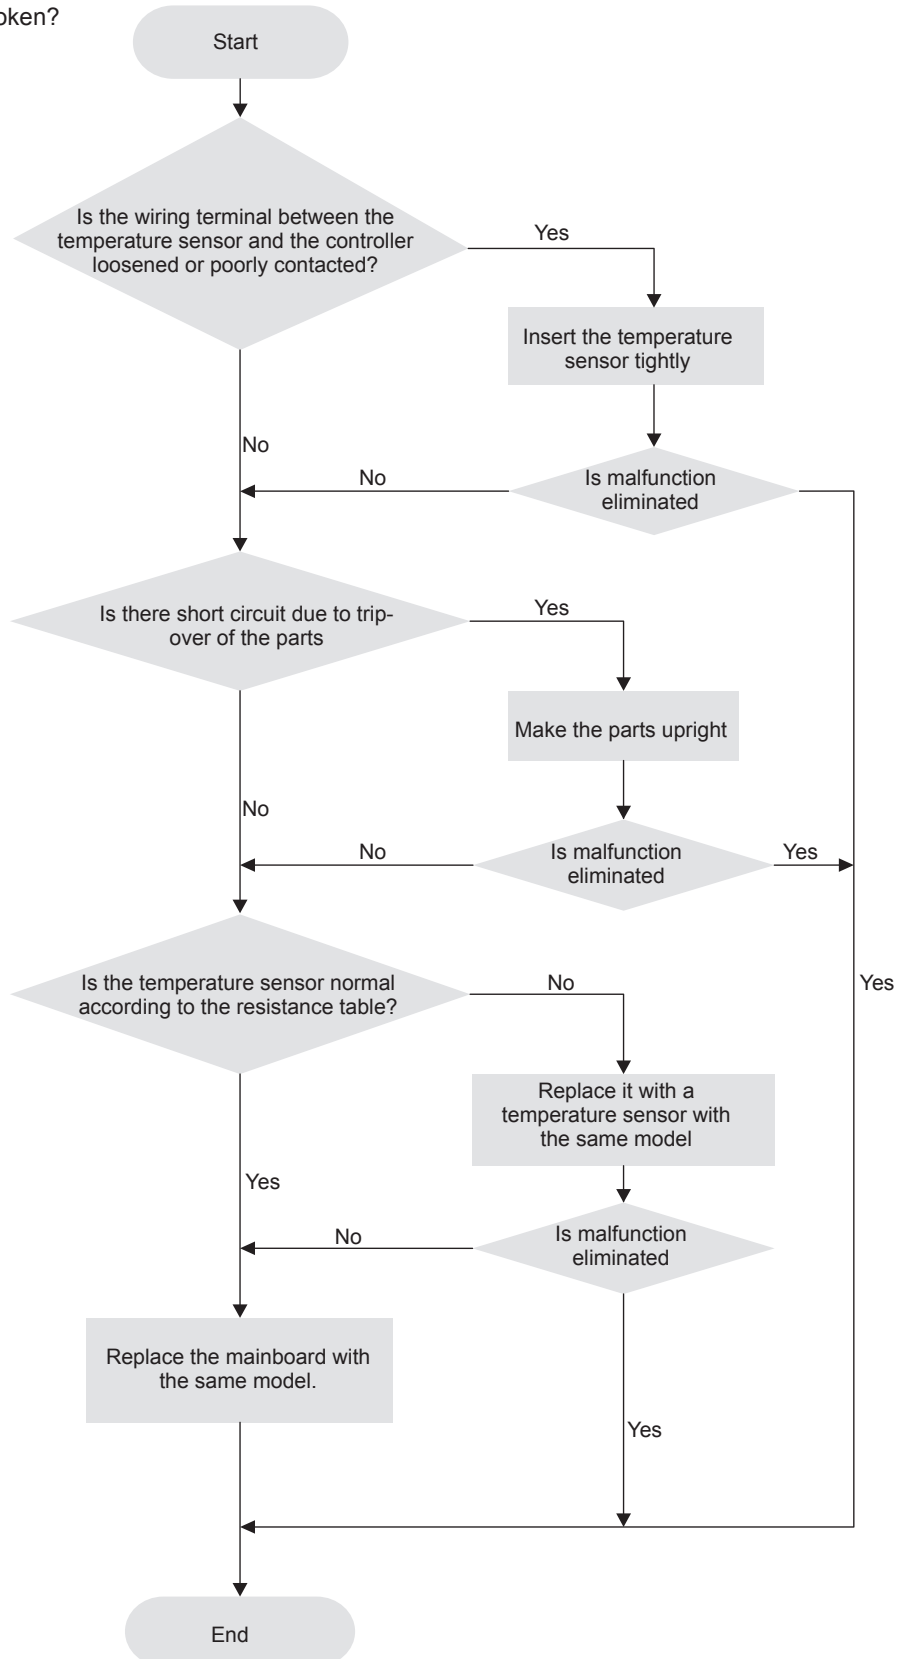 oken?
Start
Is the wiring terminal between the
temperature sensor and the controller
loosened or poorly contacted?
Yes
Insert the temperature
sensor tightly
No
No
Is malfunction
eliminated
Is there short circuit due to trip-
over of the parts
Yes
Make the parts upright
No
No
Is malfunction
eliminated
Yes
Is the temperature sensor normal
according to the resistance table?
No
Yes
Replace it with a
temperature sensor with
the same model
Yes
No
Is malfunction
eliminated
Replace the mainboard with
the same model.
Yes
End